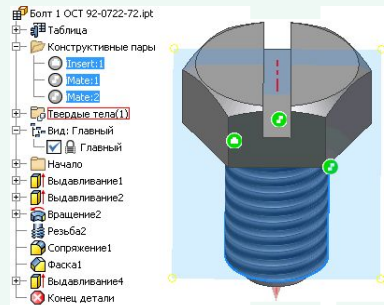 Болт 1 ОСТ 92-0722-72.ipt
Таблица
Конструктивные пары
Insert:1
Mate:1
Mate:2
Твердые тела(1)
Вид: Главный
Главный
Начало
Выдавливание1
Выдавливание2
Вращение2
Резьба2
Сопряжение1
Фаска1
Выдавливание4
Конец детали